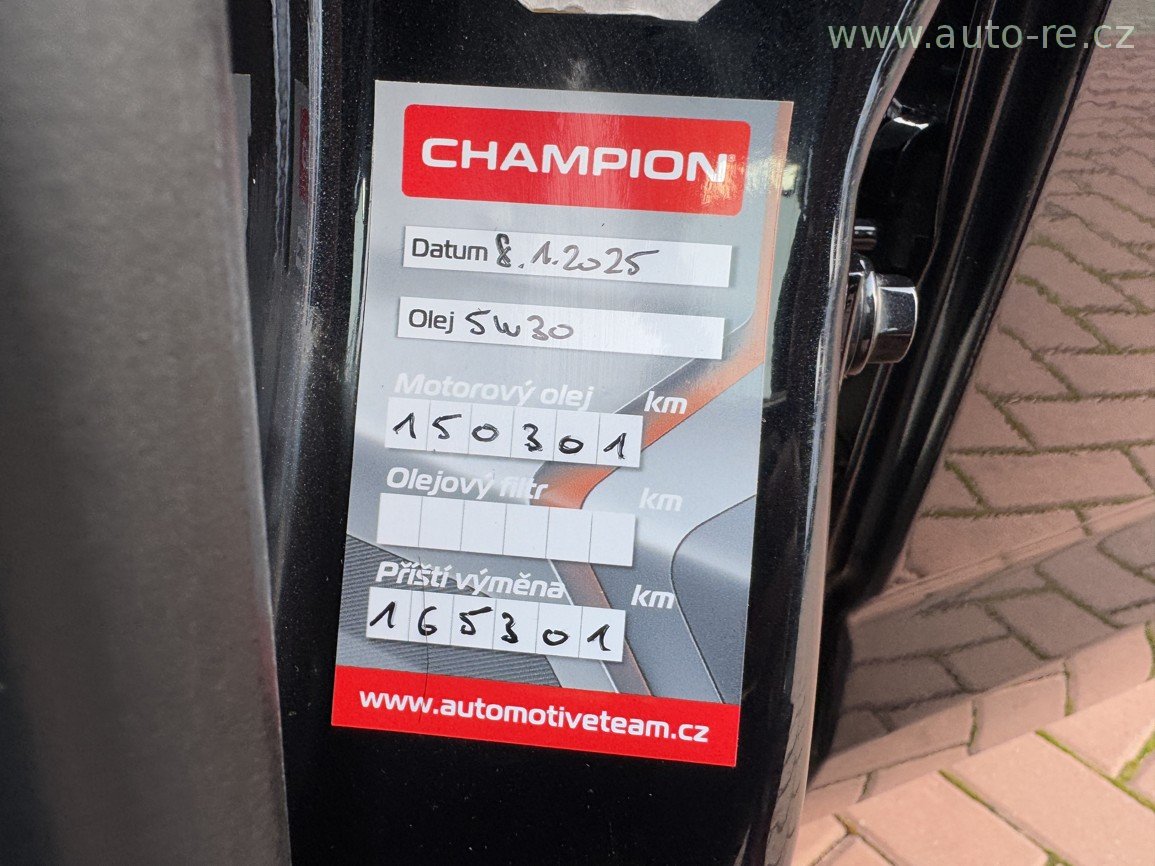 www.auto-re.cz
CHAMPION
Datum 8.1.2025
Olej 5W30
Motorový olej km
150301
Olejový filtr km
Příští výměna km
165301
www.automotiveteam.cz